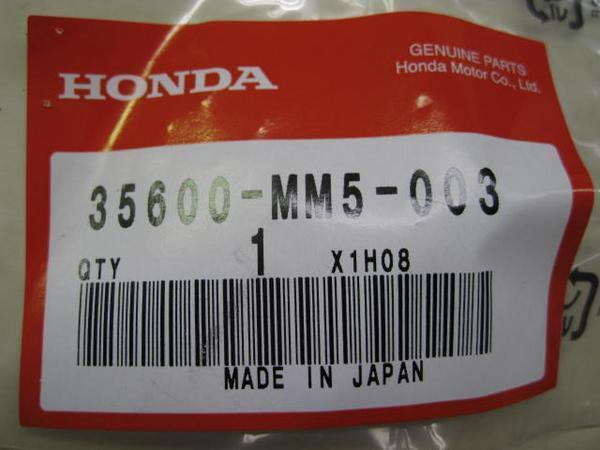 HONDA
GENUINE PARTS
Honda Motor Co., Ltd.
35600-MM5-003
QTY 1 X1H08
MADE IN JAPAN